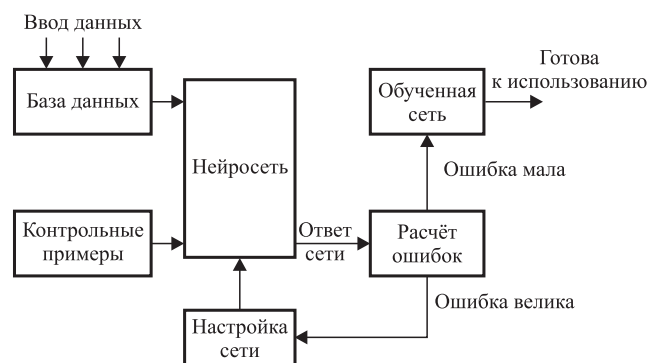 Ввод данных
База данных
Нейросеть
Обученная
сеть
Готова
к использованию
Ошибка мала
Контрольные
примеры
Ответ
сети
Расчёт
ошибок
Ошибка велика
Настройка
сети